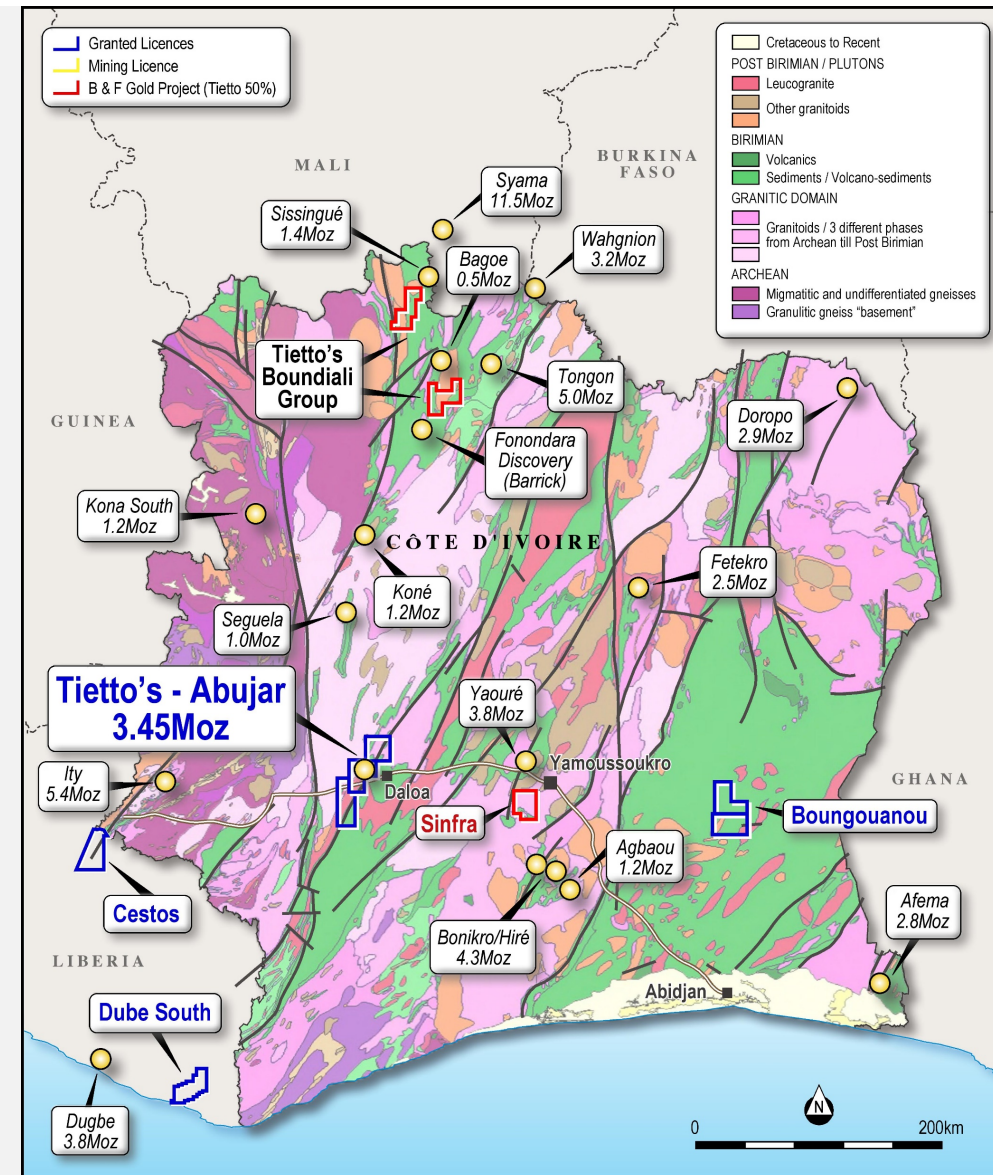 Granted Licences
Mining Licence
B & F Gold Project (Tietto 50%)
Cretaceous to Recent
POST BIRIMIAN / PLUTONS
Leucogranite
Other granitoids
BIRIMIAN
Volcanics
Sediments / Volcano-sediments
GRANITIC DOMAIN
Granitoids / 3 different phases
from Archean till Post Birimian
ARCHEAN
Migmatitic and undifferentiated gneisses
Granulitic gneiss "basement"
MALI
BURKINA
FASO
Syama
11.5Moz
Sissingué
1.4Moz
Wahgnion
3.2Moz
Bagoe
0.5Moz
Tietto's
Boundiali
Group
Tongon
5.0Moz
Doropo
2.9Moz
GUINEA
Fonondara
Discovery
(Barrick)
Kona South
1.2Moz
CÔTE D'IVOIRE
Koné
1.2Moz
Fetekro
2.5Moz
Seguela
1.0Moz
Tietto's - Abujar
3.45Moz
Yaouré
3.8Moz
Yamoussoukro
Ity
5.4Moz
Daloa
GHANA
Sinfra
Boungouanou
Agbaou
1.2Moz
Cestos
Bonikro/Hiré
4.3Moz
Afema
2.8Moz
LIBERIA
Abidjan
Dube South
Dugbe
3.8Moz
N
0
200km